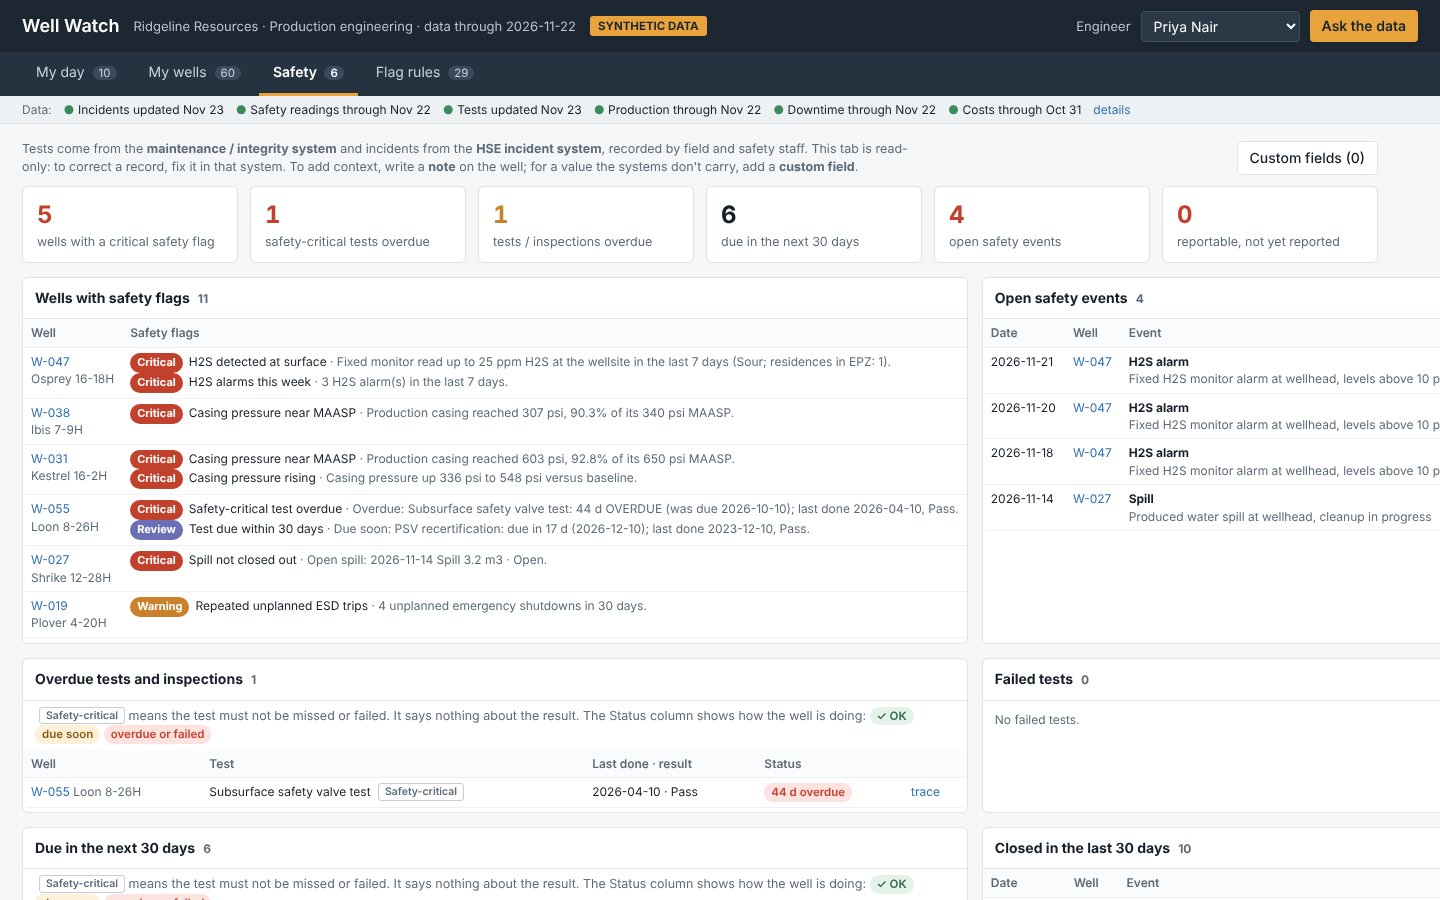 Well Watch
Ridgeline Resources · Production engineering · data through 2026-11-22
SYNTHETIC DATA
Engineer
Priya Nair
Ask the data
My day 10
My wells 60
Safety 6
Flag rules 29
Data: Incidents updated Nov 23 Safety readings through Nov 22 Tests updated Nov 23 Production through Nov 22 Downtime through Nov 22 Costs through Oct 31 details
Tests come from the maintenance / integrity system and incidents from the HSE incident system, recorded by field and safety staff. This tab is read-
only: to correct a record, fix it in that system. To add context, write a note on the well; for a value the systems don't carry, add a custom field.
Custom fields (0)
5
wells with a critical safety flag
1
safety-critical tests overdue
1
tests / inspections overdue
6
due in the next 30 days
4
open safety events
0
reportable, not yet reported
Wells with safety flags 11
Well Safety flags
W-047 Critical H2S detected at surface · Fixed monitor read up to 25 ppm H2S at the wellsite in the last 7 days (Sour; residences in EPZ: 1).
Osprey 16-18H Critical H2S alarms this week · 3 H2S alarm(s) in the last 7 days.
W-038 Critical Casing pressure near MAASP · Production casing reached 307 psi, 90.3% of its 340 psi MAASP.
Ibis 7-9H
W-031 Critical Casing pressure near MAASP · Production casing reached 603 psi, 92.8% of its 650 psi MAASP.
Kestrel 16-2H Critical Casing pressure rising · Casing pressure up 336 psi to 548 psi versus baseline.
W-055 Critical Safety-critical test overdue · Overdue: Subsurface safety valve test: 44 d OVERDUE (was due 2026-10-10); last done 2026-04-10, Pass.
Loon 8-26H Review Test due within 30 days · Due soon: PSV recertification: due in 17 d (2026-12-10); last done 2023-12-10, Pass.
W-027 Critical Spill not closed out · Open spill: 2026-11-14 Spill 3.2 m3 · Open.
Shrike 12-28H
W-019 Warning Repeated unplanned ESD trips · 4 unplanned emergency shutdowns in 30 days.
Plover 4-20H
Open safety events 4
Date Well Event
2026-11-21 W-047 H2S alarm
Fixed H2S monitor alarm at wellhead, levels above 10 p
2026-11-20 W-047 H2S alarm
Fixed H2S monitor alarm at wellhead, levels above 10 p
2026-11-18 W-047 H2S alarm
Fixed H2S monitor alarm at wellhead, levels above 10 p
2026-11-14 W-027 Spill
Produced water spill at wellhead, cleanup in progress
Overdue tests and inspections 1
Safety-critical means the test must not be missed or failed. It says nothing about the result. The Status column shows how the well is doing: ✓ OK
due soon overdue or failed
Well Test Last done · result Status
W-055 Loon 8-26H Subsurface safety valve test Safety-critical 2026-04-10 · Pass 44 d overdue trace
Failed tests 0
No failed tests.
Due in the next 30 days 6
Safety-critical means the test must not be missed or failed. It says nothing about the result. The Status column shows how the well is doing: ✓ OK
Closed in the last 30 days 10
Date Well Event